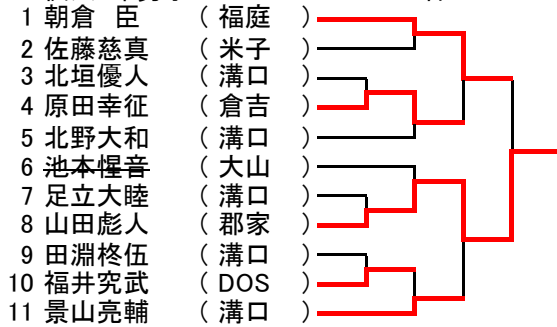 1 朝倉 臣 (福庭)
2 佐藤慈真 (米子)
3 北垣優人 (溝口)
4 原田幸征 (倉吉)
5 北野大和 (溝口)
6 池本惺音 (大山)
7 足立大睦 (溝口)
8 山田彪人 (郡家)
9 田淵柊伍 (溝口)
10 福井究武 (DOS)
11 景山亮輔 (溝口)